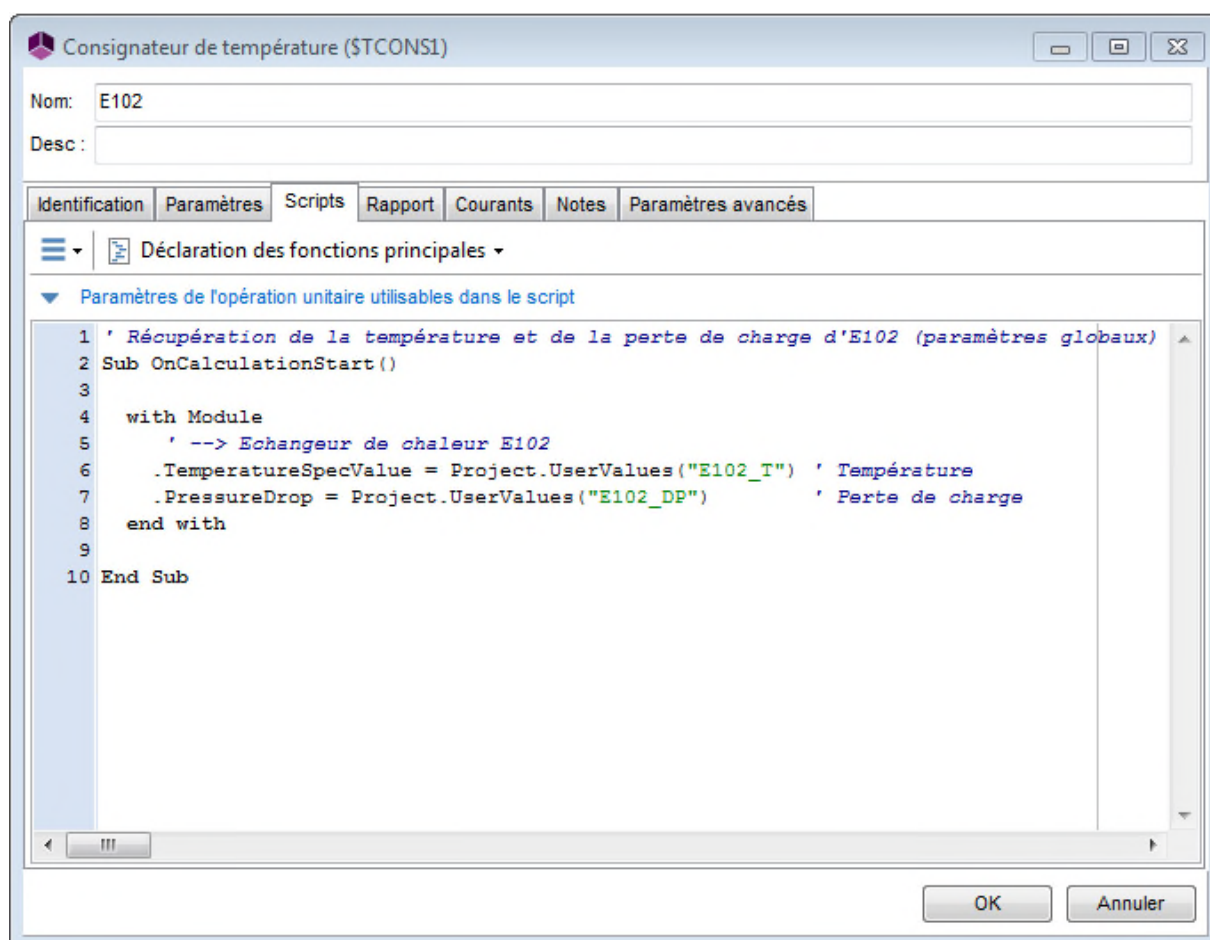 Consignateur de température ($TCONS1)
Nom: E102
Desc :
Identification Paramètres Scripts Rapport Courants Notes Paramètres avancés
Déclaration des fonctions principales
Paramètres de l'opération unitaire utilisables dans le script
1 ' Récupération de la température et de la perte de charge d'E102 (paramètres globaux)
2 Sub OnCalculationStart()
3
4 with Module
5 ' --> Echangeur de chaleur E102
6 .TemperatureSpecValue = Project.UserValues("E102_T") ' Température
7 .PressureDrop = Project.UserValues("E102_DP") ' Perte de charge
8 end with
9
10 End Sub
OK Annuler